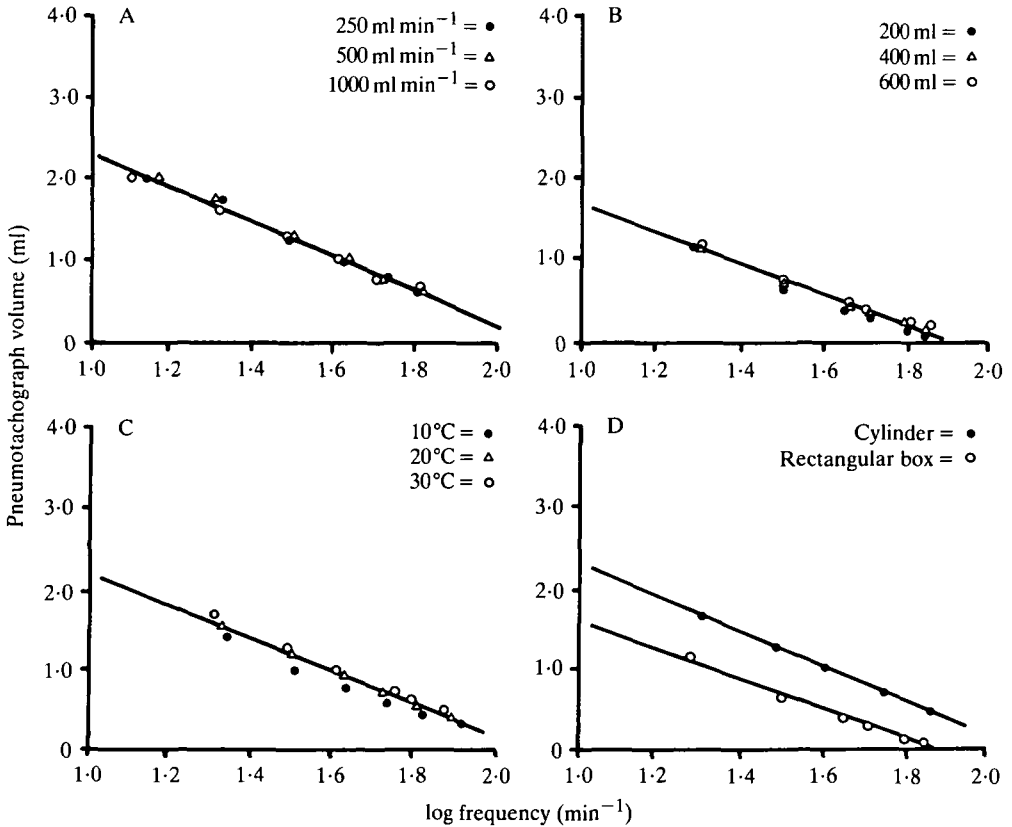 A
250 ml min⁻¹ = ●
500 ml min⁻¹ = △
1000 ml min⁻¹ = ○
4·0
3·0
2·0
1·0
0
1·0 1·2 1·4 1·6 1·8 2·0
B
200 ml = ●
400 ml = △
600 ml = ○
4·0
3·0
2·0
1·0
0
1·0 1·2 1·4 1·6 1·8 2·0
Pneumotachograph volume (ml)
C
10°C = ●
20°C = △
30°C = ○
4·0
3·0
2·0
1·0
0
1·0 1·2 1·4 1·6 1·8 2·0
D
Cylinder = ●
Rectangular box = ○
4·0
3·0
2·0
1·0
0
1·0 1·2 1·4 1·6 1·8 2·0
log frequency (min⁻¹)